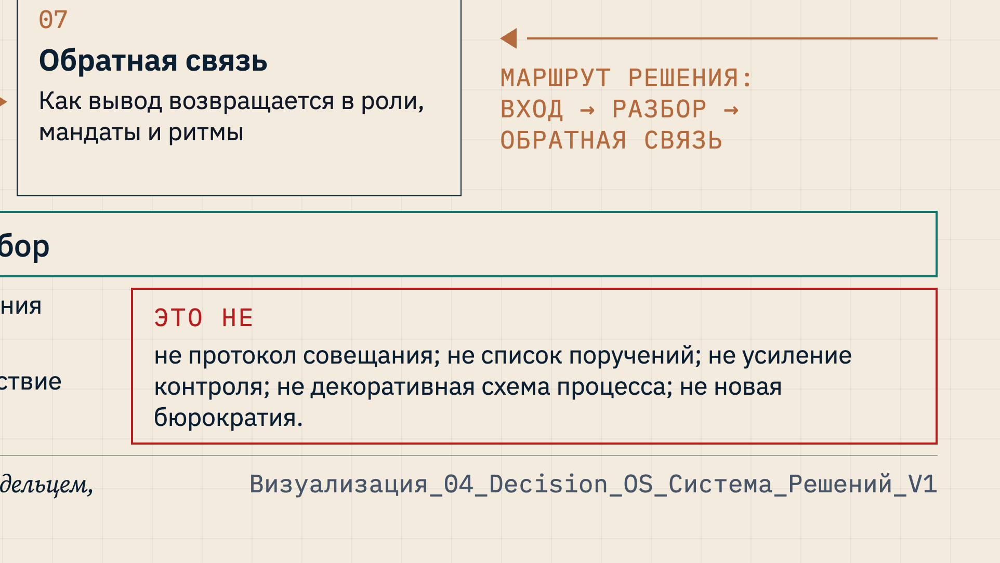 07
Обратная связь
Как вывод возвращается в роли,
мандаты и ритмы
МАРШРУТ РЕШЕНИЯ:
ВХОД → РАЗБОР →
ОБРАТНАЯ СВЯЗЬ
бор
ния
ствие
ЭТО НЕ
не протокол совещания; не список поручений; не усиление
контроля; не декоративная схема процесса; не новая
бюрократия.
дельцем,
Визуализация_04_Decision_OS_Система_Решений_V1